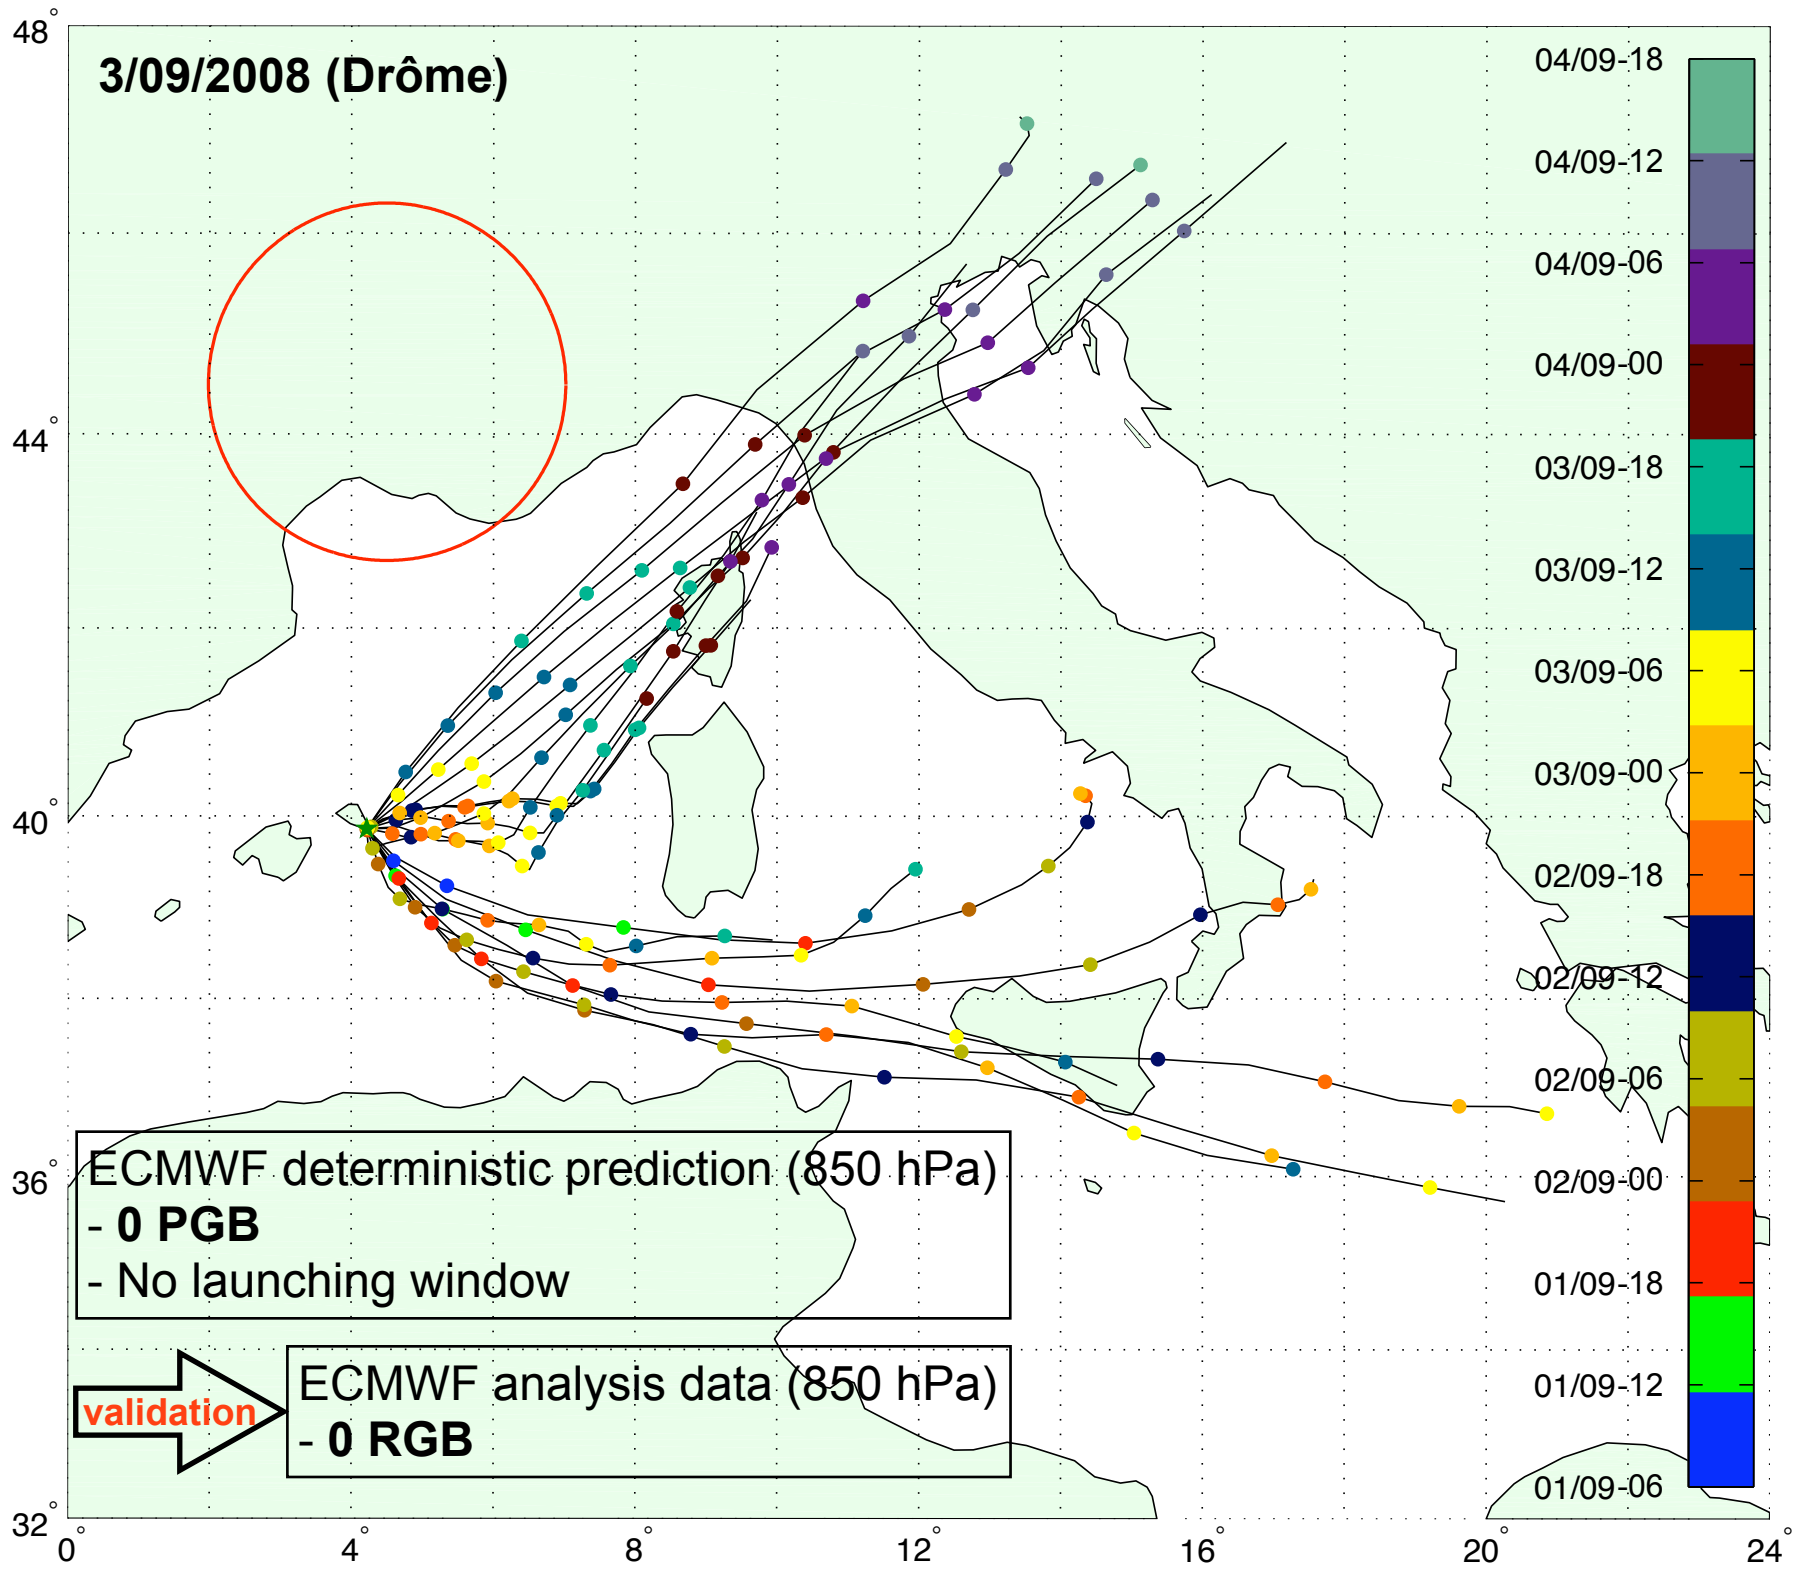 48°
3/09/2008 (Drôme)
04/09-18
04/09-12
04/09-06
04/09-00
44°
03/09-18
03/09-12
03/09-06
03/09-00
40°
02/09-18
02/09-12
02/09-06
ECMWF deterministic prediction (850 hPa)
- 0 PGB
- No launching window
36°
02/09-00
01/09-18
validation
ECMWF analysis data (850 hPa)
- 0 RGB
01/09-12
01/09-06
32°
0° 4° 8° 12° 16° 20° 24°